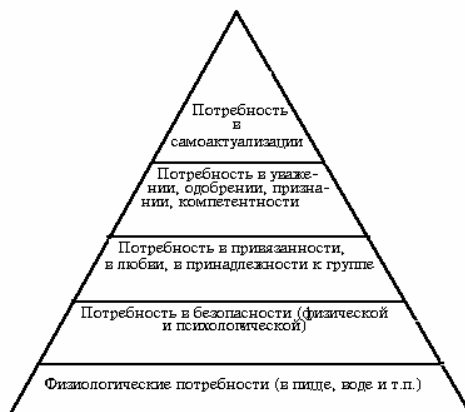 Потребность
в
самоактуализации
Потребность в уваже-
нии, одобрении, призна-
нии, компетентности
Потребность в привязанности,
в любви, в принадлежности к группе
Потребность в безопасности (физической
и психологической)
Физиологические потребности (в пище, воде и т.п.)